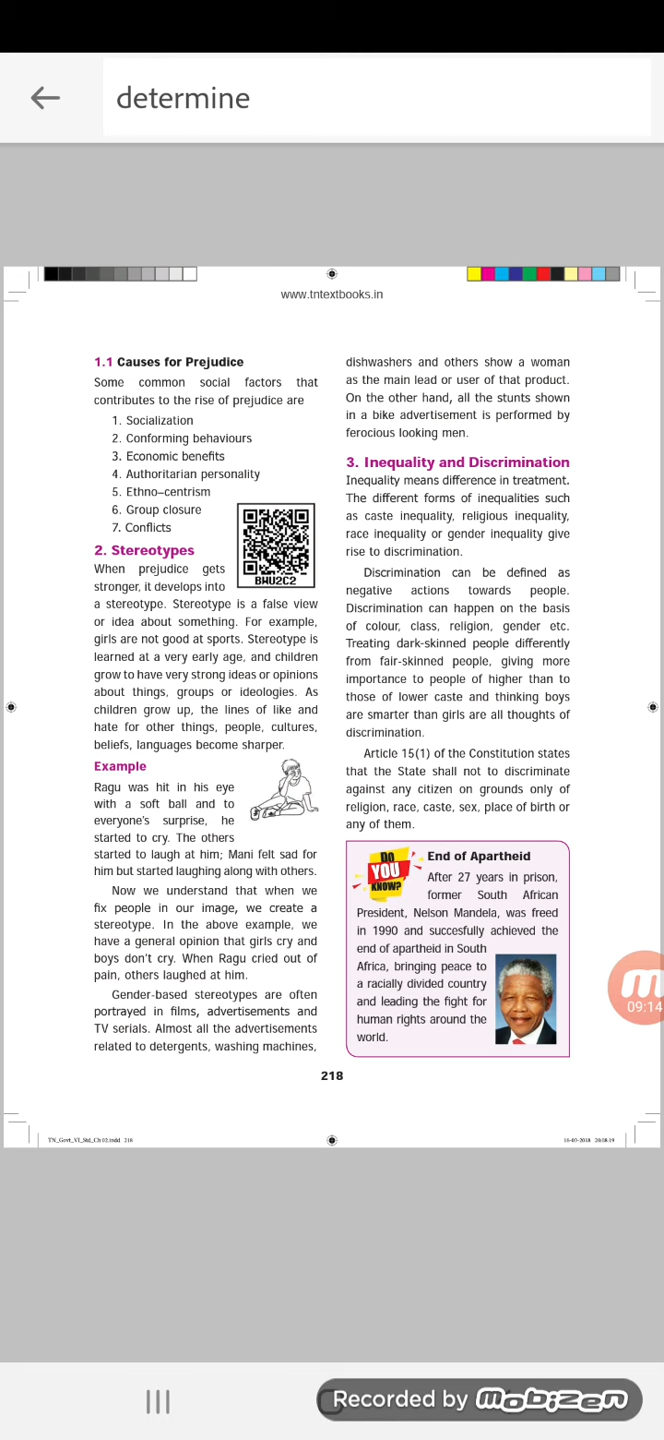 determine
www.tntextbooks.in
1.1 Causes for Prejudice
Some common social factors that
contributes to the rise of prejudice are
1. Socialization
2. Conforming behaviours
3. Economic benefits
4. Authoritarian personality
5. Ethno–centrism
6. Group closure
7. Conflicts
BWU2C2
2. Stereotypes
When prejudice gets
stronger, it develops into
a stereotype. Stereotype is a false view
or idea about something. For example,
girls are not good at sports. Stereotype is
learned at a very early age, and children
grow to have very strong ideas or opinions
about things, groups or ideologies. As
children grow up, the lines of like and
hate for other things, people, cultures,
beliefs, languages become sharper.
Example
Ragu was hit in his eye
with a soft ball and to
everyone's surprise, he
started to cry. The others
started to laugh at him; Mani felt sad for
him but started laughing along with others.
Now we understand that when we
fix people in our image, we create a
stereotype. In the above example, we
have a general opinion that girls cry and
boys don't cry. When Ragu cried out of
pain, others laughed at him.
Gender-based stereotypes are often
portrayed in films, advertisements and
TV serials. Almost all the advertisements
related to detergents, washing machines,
dishwashers and others show a woman
as the main lead or user of that product.
On the other hand, all the stunts shown
in a bike advertisement is performed by
ferocious looking men.
3. Inequality and Discrimination
Inequality means difference in treatment.
The different forms of inequalities such
as caste inequality, religious inequality,
race inequality or gender inequality give
rise to discrimination.
Discrimination can be defined as
negative actions towards people.
Discrimination can happen on the basis
of colour, class, religion, gender etc.
Treating dark-skinned people differently
from fair-skinned people, giving more
importance to people of higher than to
those of lower caste and thinking boys
are smarter than girls are all thoughts of
discrimination.
Article 15(1) of the Constitution states
that the State shall not to discriminate
against any citizen on grounds only of
religion, race, caste, sex, place of birth or
any of them.
DO YOU KNOW?
End of Apartheid
After 27 years in prison,
former South African
President, Nelson Mandela, was freed
in 1990 and succesfully achieved the
end of apartheid in South
Africa, bringing peace to
a racially divided country
and leading the fight for
human rights around the
world.
09:14
218
TN_Govt_VI_Std_Ch 02.indd 218
16-03-2018 20:08:19
Recorded by mobizen